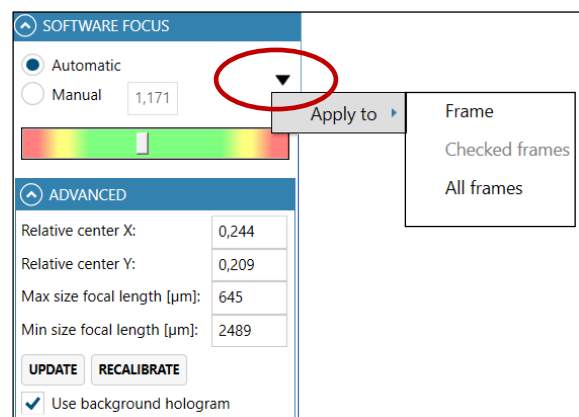 SOFTWARE FOCUS
Automatic
Manual 1,171
Apply to
Frame
Checked frames
All frames
ADVANCED
Relative center X: 0,244
Relative center Y: 0,209
Max size focal length [µm]: 645
Min size focal length [µm]: 2489
UPDATE RECALIBRATE
Use background hologram